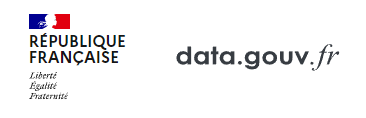 RÉPUBLIQUE
FRANÇAISE
Liberté
Égalité
Fraternité
data.gouv.fr